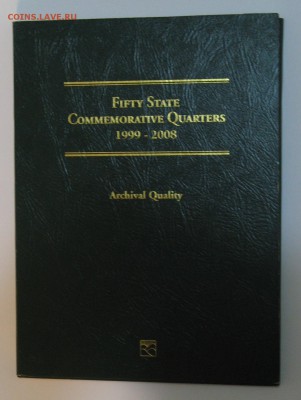 COINS.LAVE.RU
FIFTY STATE
COMMEMORATIVE QUARTERS
1999 - 2008
Archival Quality